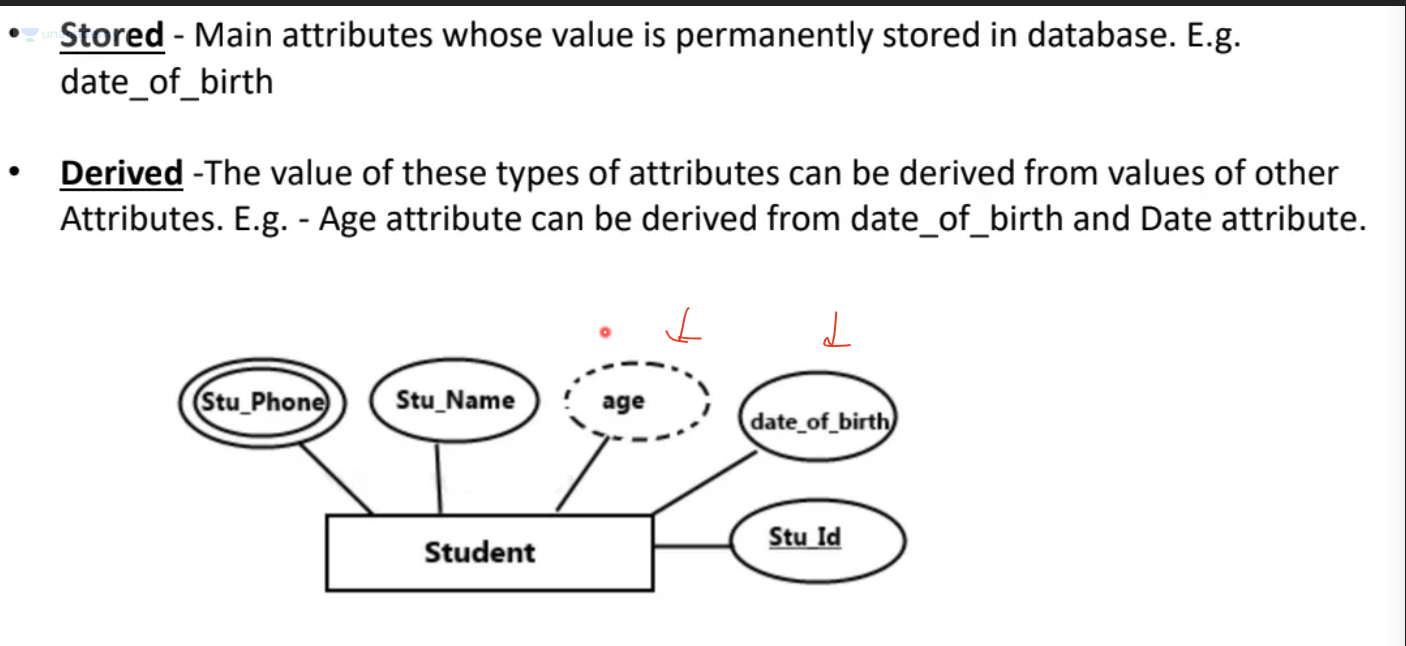 • Stored - Main attributes whose value is permanently stored in database. E.g.
date_of_birth
• Derived -The value of these types of attributes can be derived from values of other
Attributes. E.g. - Age attribute can be derived from date_of_birth and Date attribute.
Stu_Phone
Stu_Name
age
date_of_birth
Stu_Id
Student